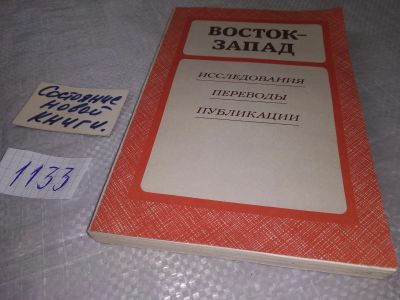 ВОСТОК-
ЗАПАД
ИССЛЕДОВАНИЯ
ПЕРЕВОДЫ
ПУБЛИКАЦИИ
Состояние
новой
книги.
1133